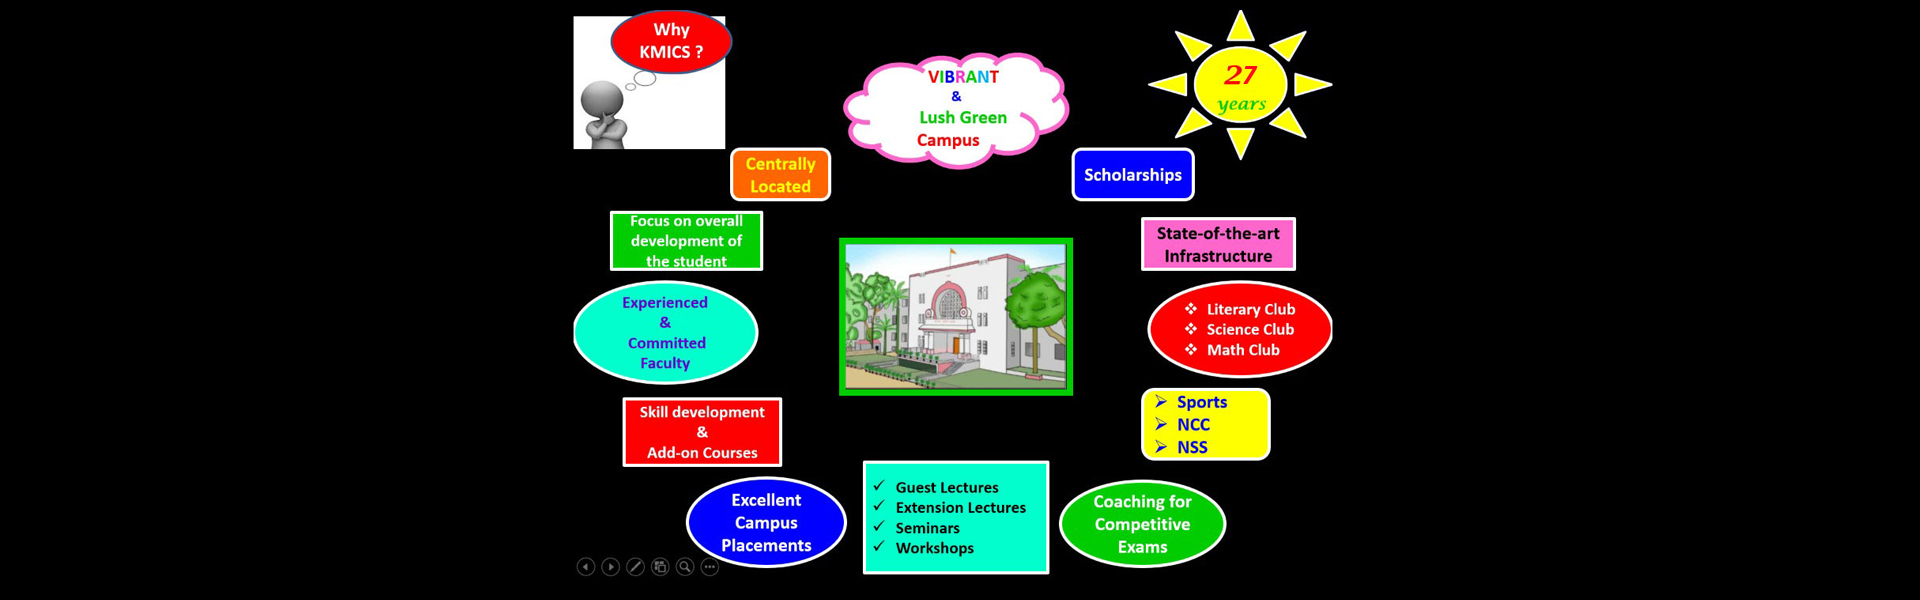 Why
KMICS ?
VIBRANT
&
Lush Green
Campus
27
years
Centrally
Located
Scholarships
Focus on overall
development of
the student
State-of-the-art
Infrastructure
Experienced
&
Committed
Faculty
Literary Club
Science Club
Math Club
Skill development
&
Add-on Courses
Sports
NCC
NSS
Excellent
Campus
Placements
Guest Lectures
Extension Lectures
Seminars
Workshops
Coaching for
Competitive
Exams